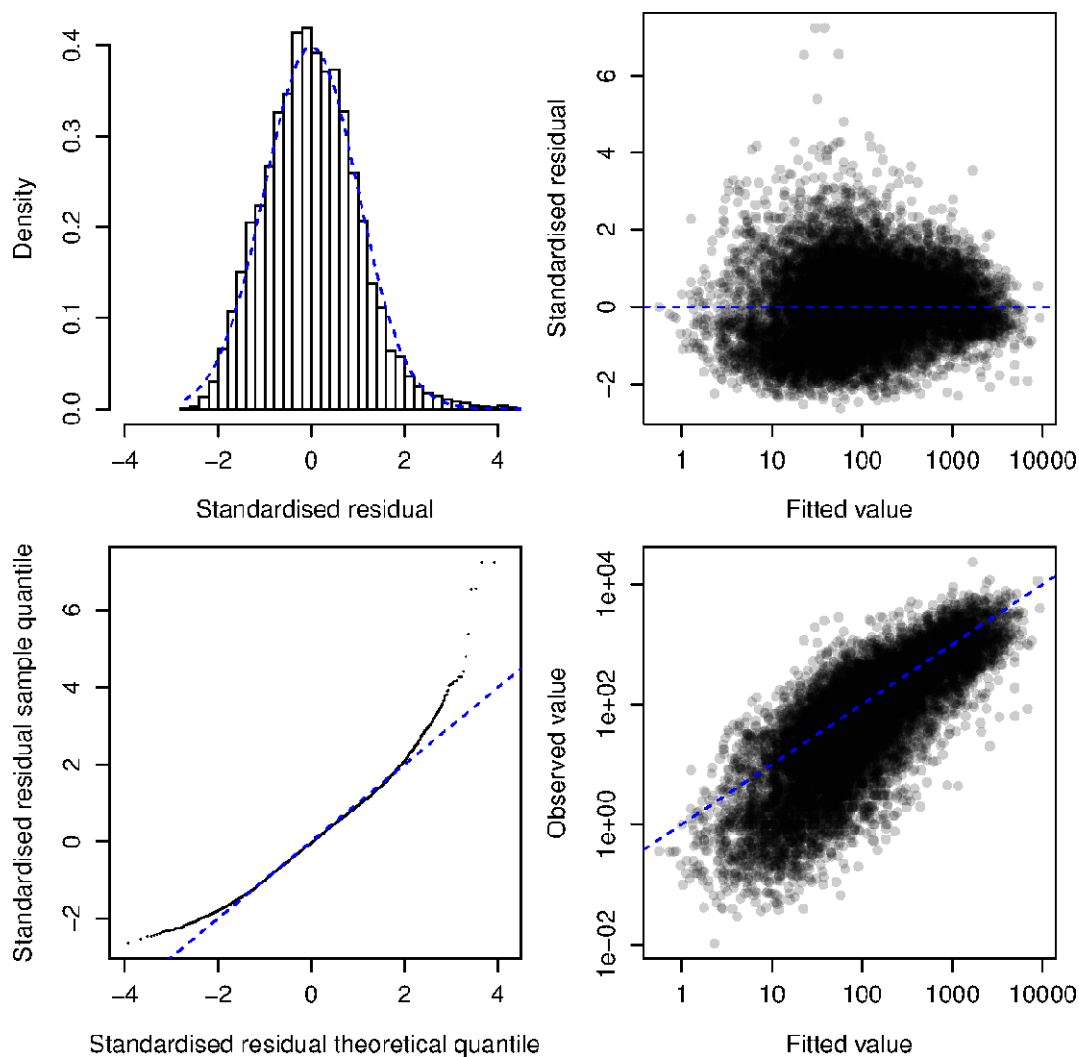 Density
0.0 0.1 0.2 0.3 0.4
−4 −2 0 2 4
Standardised residual
Standardised residual
−2 0 2 4 6
1 10 100 1000 10000
Fitted value
Standardised residual sample quantile
−2 0 2 4 6
−4 −2 0 2 4
Standardised residual theoretical quantile
Observed value
1e−02 1e+00 1e+02 1e+04
1 10 100 1000 10000
Fitted value